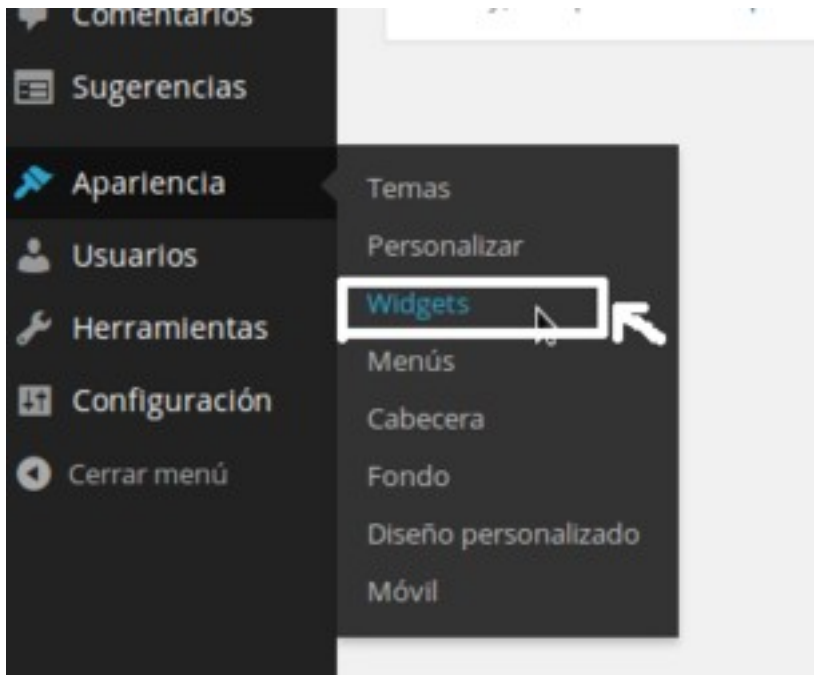 Comentarios
Sugerencias
Apariencia
Usuarios
Herramientas
Configuración
Cerrar menú
Temas
Personalizar
Widgets
Menús
Cabecera
Fondo
Diseño personalizado
Móvil